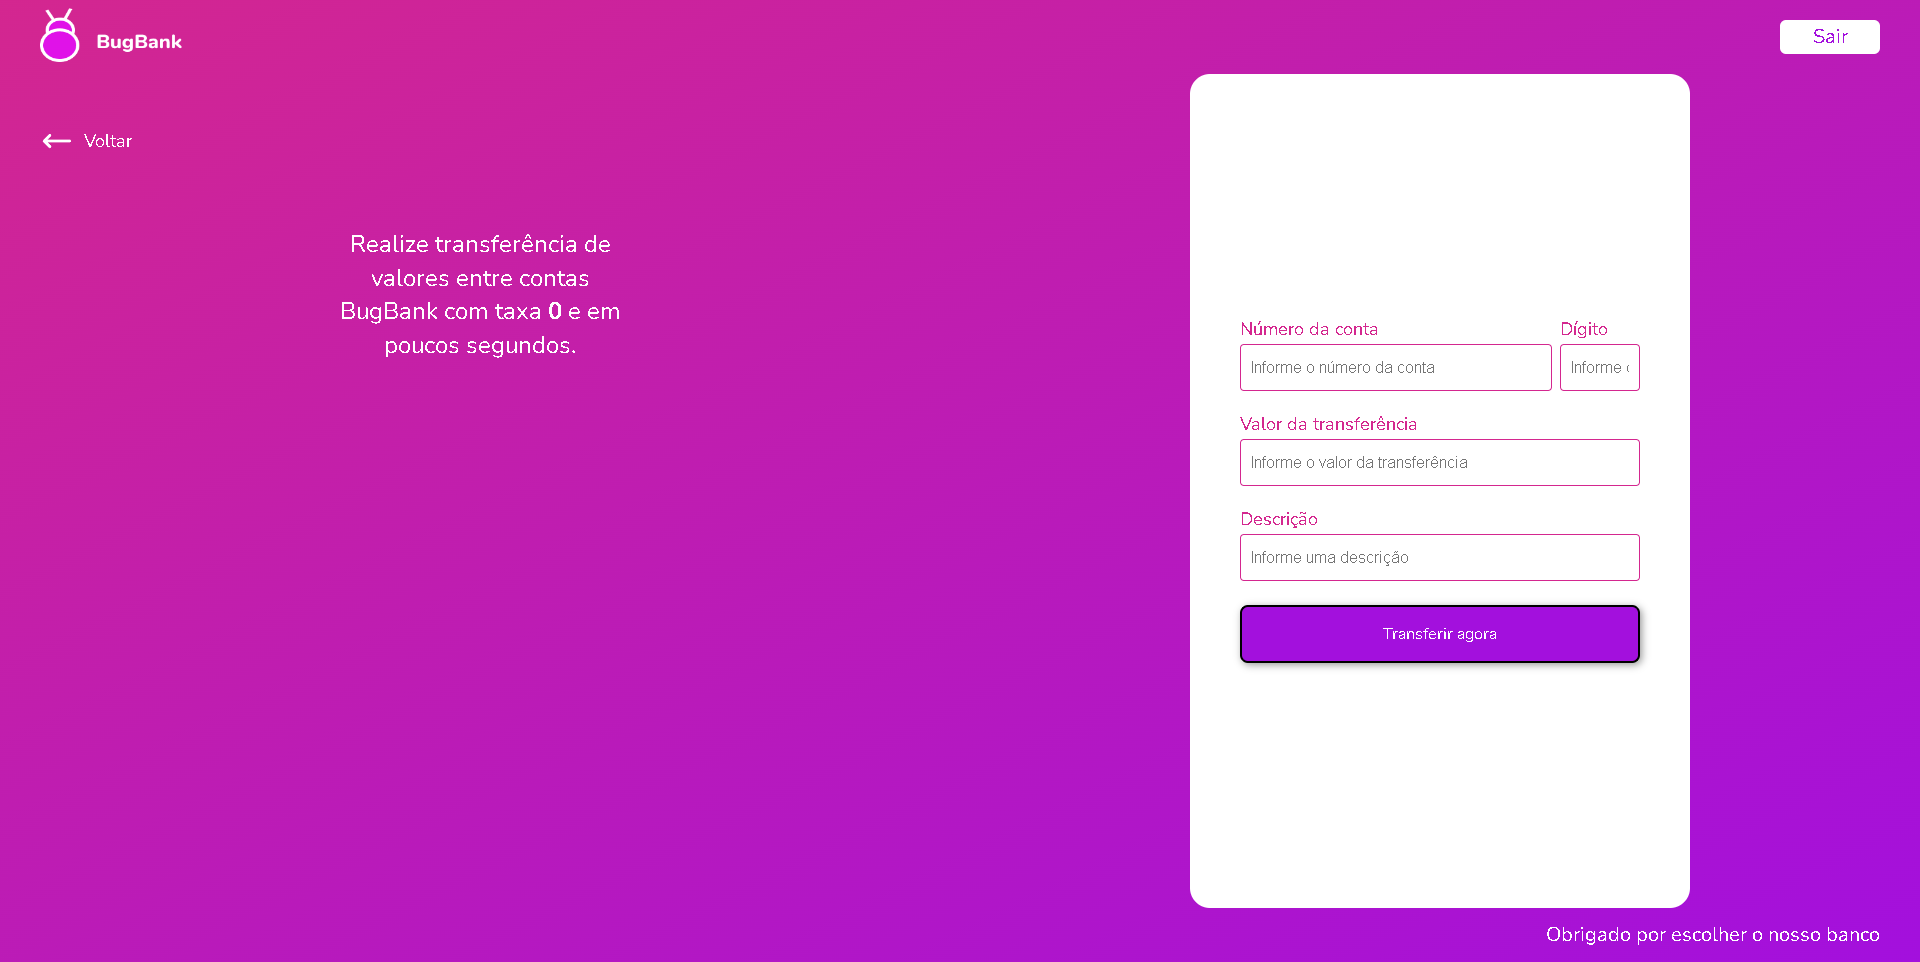 BugBank
Sair
Voltar
Realize transferência de
valores entre contas
BugBank com taxa 0 e em
poucos segundos.
Número da conta
Dígito
Informe o número da conta
Informe
Valor da transferência
Informe o valor da transferência
Descrição
Informe uma descrição
Transferir agora
Obrigado por escolher o nosso banco